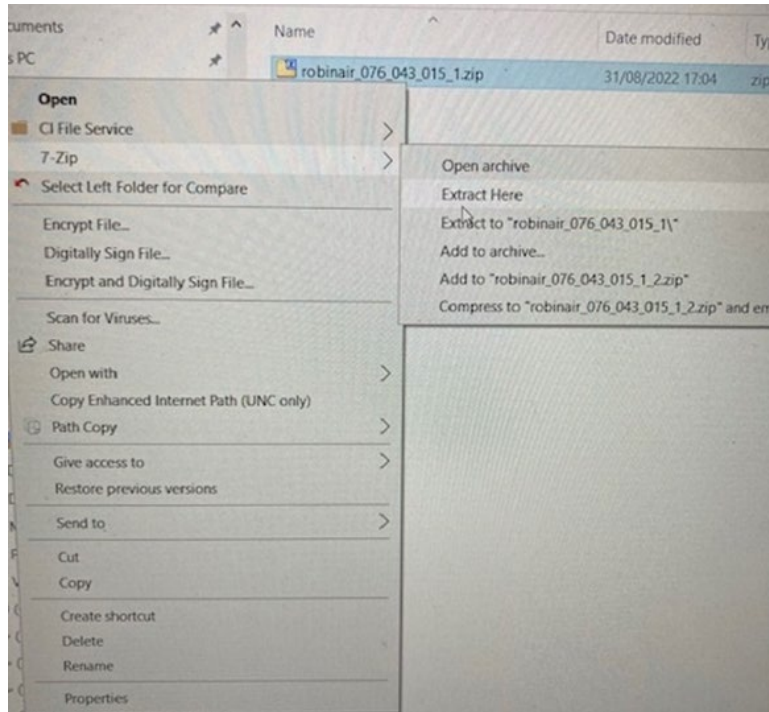 cuments
s PC
Name
Date modified
Ty
robinair_076_043_015_1.zip
31/08/2022 17:04
zip
Open
CI File Service
7-Zip
Select Left Folder for Compare
Encrypt File...
Digitally Sign File...
Encrypt and Digitally Sign File...
Scan for Viruses...
Share
Open with
Copy Enhanced Internet Path (UNC only)
Path Copy
Give access to
Restore previous versions
Send to
Cut
Copy
Create shortcut
Delete
Rename
Properties
Open archive
Extract Here
Extract to "robinair_076_043_015_1\"
Add to archive...
Add to "robinair_076_043_015_1_2.zip"
Compress to "robinair_076_043_015_1_2.zip" and em